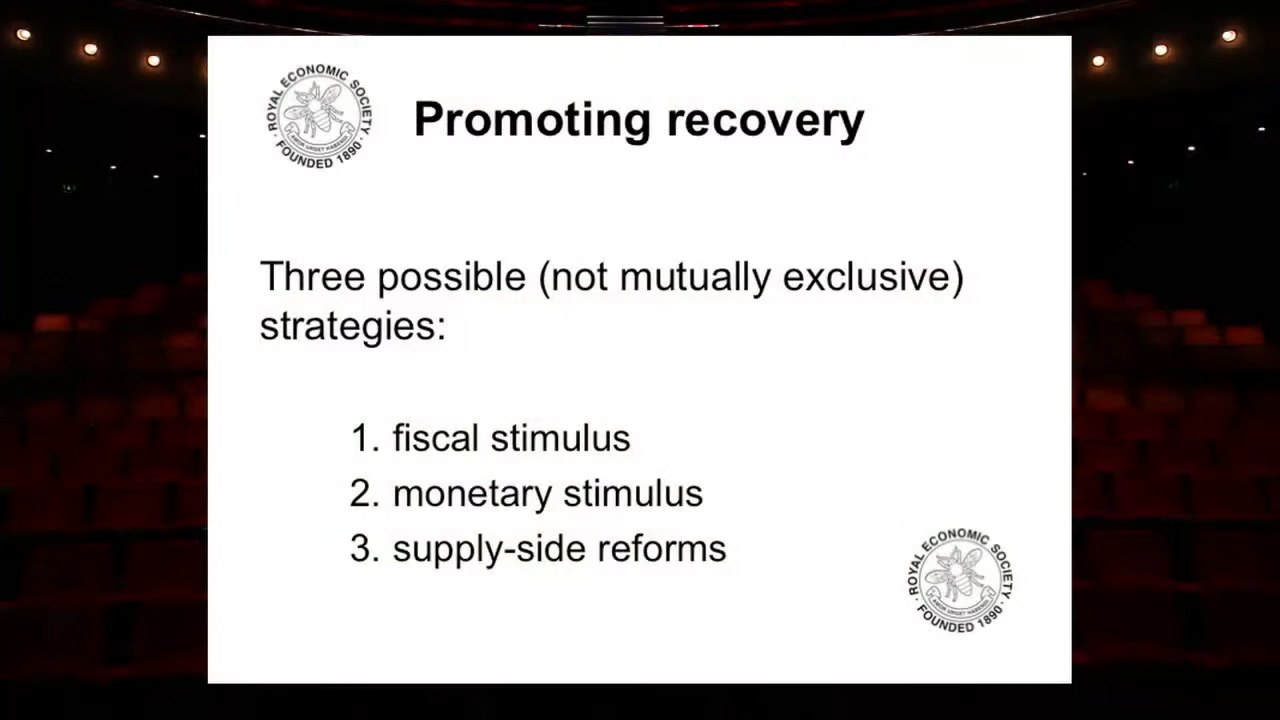 ROYAL ECONOMIC SOCIETY
· FOUNDED 1890 ·
Promoting recovery
Three possible (not mutually exclusive)
strategies:
1. fiscal stimulus
2. monetary stimulus
3. supply-side reforms
ROYAL ECONOMIC SOCIETY
· FOUNDED 1890 ·